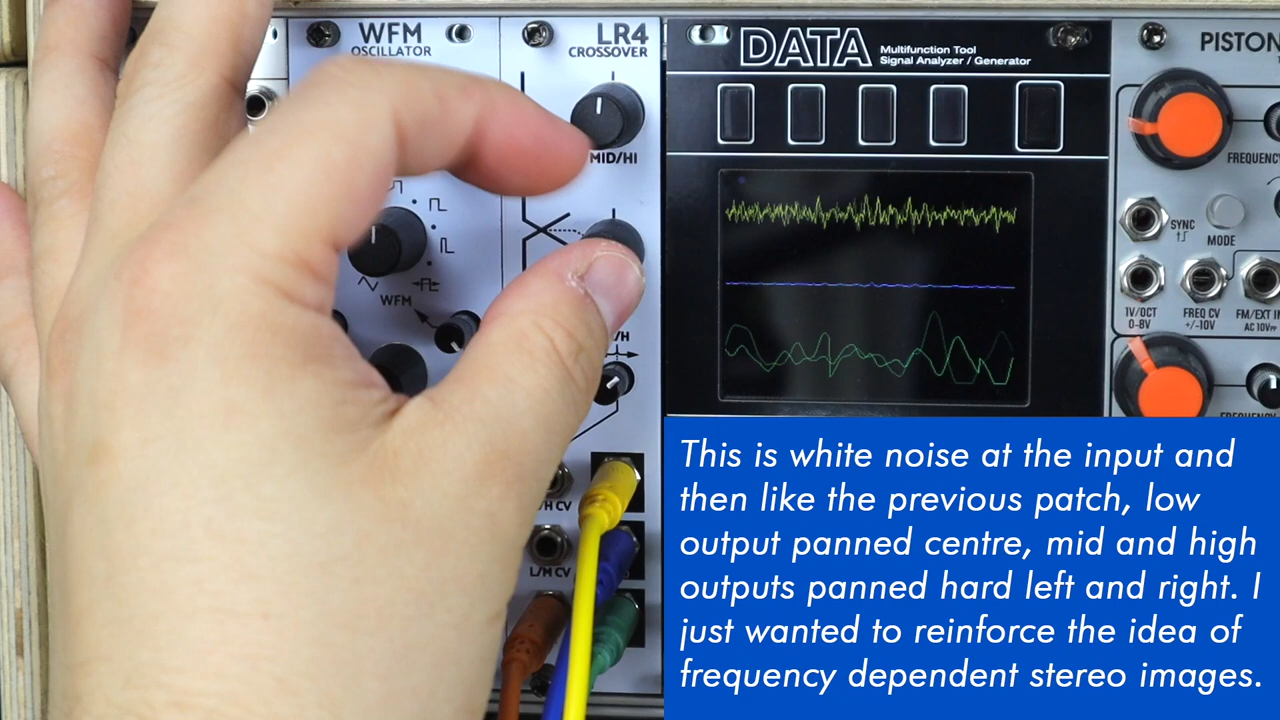 WFM
OSCILLATOR
LR4
CROSSOVER
DATA
Multifunction Tool
Signal Analyzer / Generator
PISTON
MID/HI
FREQUENCY
SYNC
MODE
WFM
1V/OCT
0-8V
FREQ CV
+/-10V
FM/EXT IN
AC 10Vpp
/H
FREQUENCY
/H CV
L/M CV
This is white noise at the input and
then like the previous patch, low
output panned centre, mid and high
outputs panned hard left and right. I
just wanted to reinforce the idea of
frequency dependent stereo images.